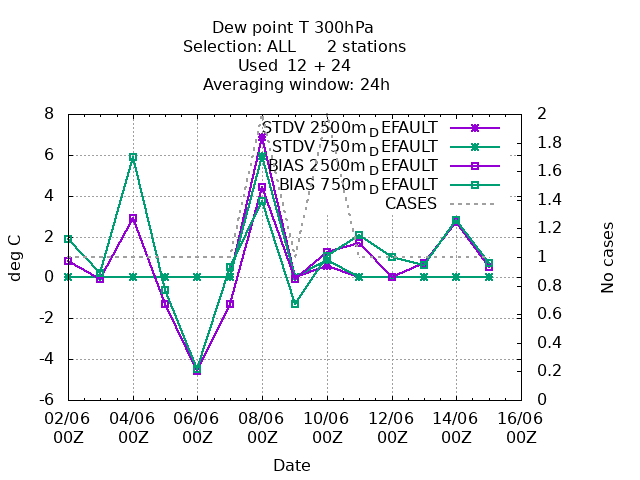 Dew point T 300hPa
Selection: ALL 2 stations
Used 12 + 24
Averaging window: 24h
8
6
4
2
0
-2
-4
-6
deg C
2
1.8
1.6
1.4
1.2
1
0.8
0.6
0.4
0.2
0
No cases
STDV 2500m_DEFAULT
STDV 750m_DEFAULT
BIAS 2500m_DEFAULT
BIAS 750m_DEFAULT
CASES
02/06 04/06 06/06 08/06 10/06 12/06 14/06 16/06
00Z 00Z 00Z 00Z 00Z 00Z 00Z 00Z
Date